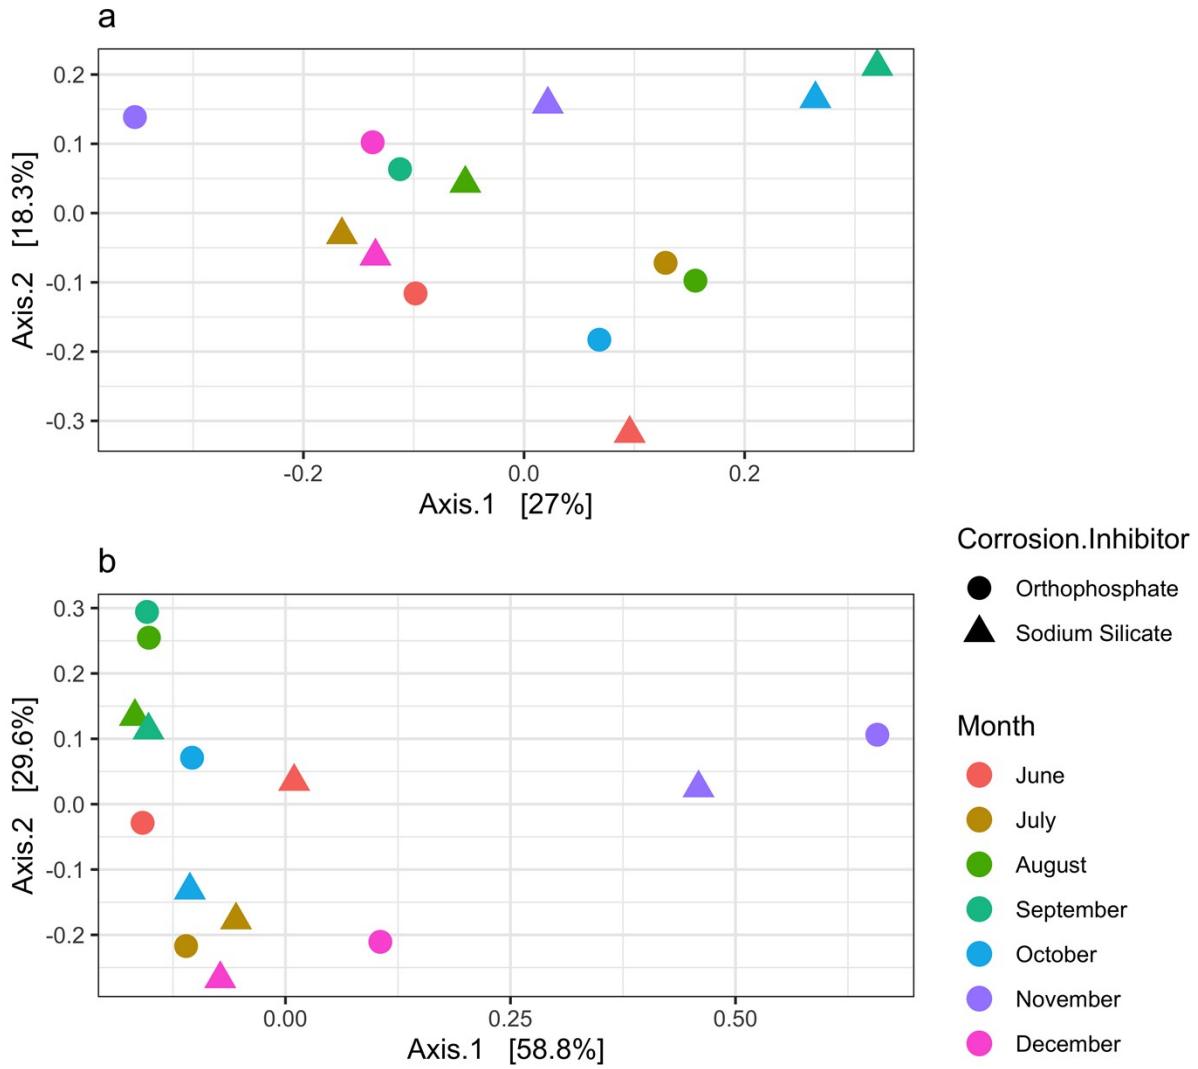 a
0.2
0.1
0.0
-0.1
-0.2
-0.3
Axis.2 [18.3%]
-0.2 0.0 0.2
Axis.1 [27%]
b
0.3
0.2
0.1
0.0
-0.1
-0.2
Axis.2 [29.6%]
0.00 0.25 0.50
Axis.1 [58.8%]
Corrosion.Inhibitor
Orthophosphate
Sodium Silicate
Month
June
July
August
September
October
November
December